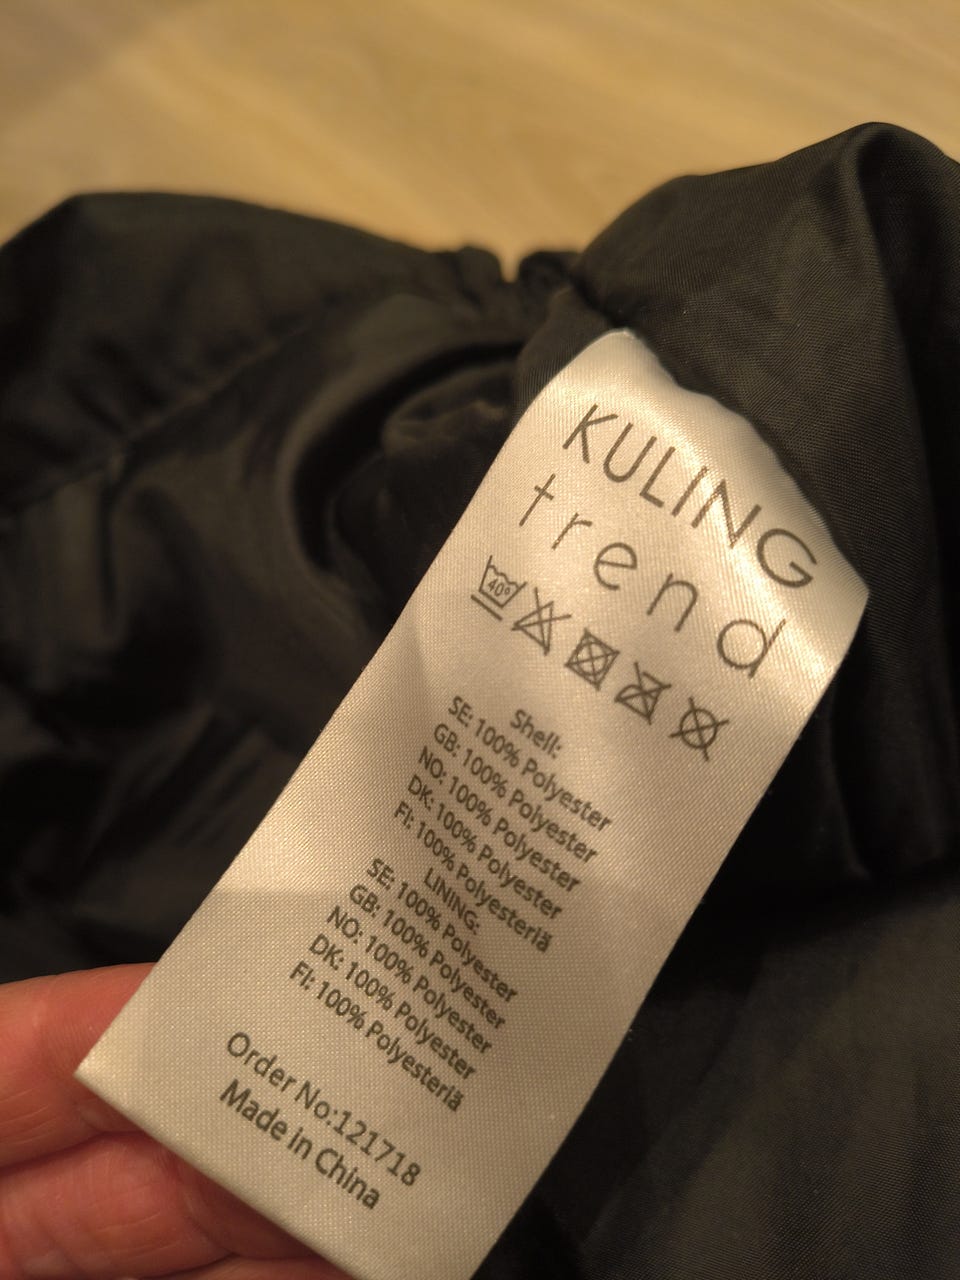 KULING
trend
40°
Shell:
SE: 100% Polyester
GB: 100% Polyester
NO: 100% Polyester
DK: 100% Polyester
FI: 100% Polyesteriä
LINING:
SE: 100% Polyester
GB: 100% Polyester
NO: 100% Polyester
DK: 100% Polyester
FI: 100% Polyesteriä
Order No:121718
Made in China